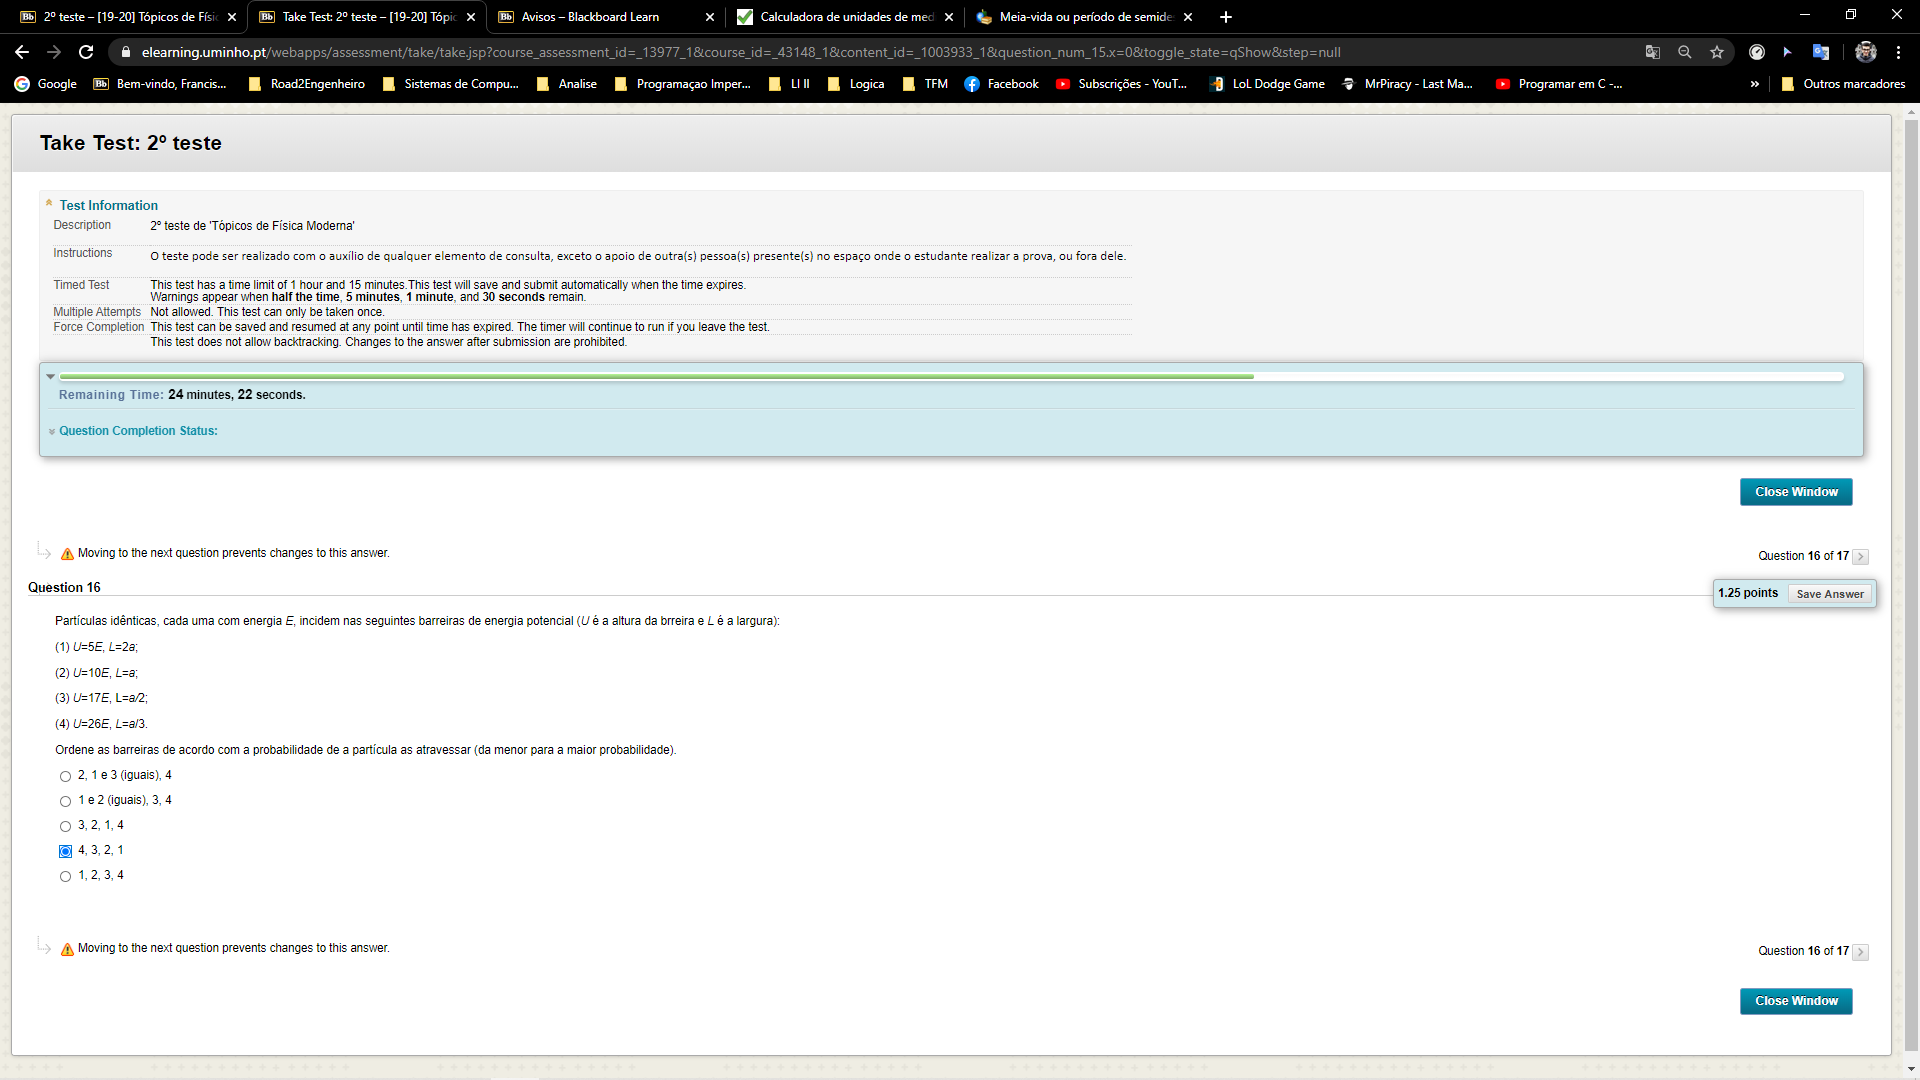 2º teste – [19-20] Tópicos de Físi
Take Test: 2º teste – [19-20] Tópic
Avisos – Blackboard Learn
Calculadora de unidades de med
Meia-vida ou período de semide
elearning.uminho.pt/webapps/assessment/take/take.jsp?course_assessment_id=_13977_1&course_id=_43148_1&content_id=_1003933_1&question_num_15.x=0&toggle_state=qShow&step=null
Google
Bem-vindo, Francis...
Road2Engenheiro
Sistemas de Compu...
Analise
Programaçao Imper...
LI II
Logica
TFM
Facebook
Subscrições - YouT...
LoL Dodge Game
MrPiracy - Last Ma...
Programar em C -...
»
Outros marcadores
Take Test: 2º teste
Test Information
Description 2º teste de 'Tópicos de Física Moderna'
Instructions O teste pode ser realizado com o auxílio de qualquer elemento de consulta, exceto o apoio de outra(s) pessoa(s) presente(s) no espaço onde o estudante realizar a prova, ou fora dele.
Timed Test This test has a time limit of 1 hour and 15 minutes.This test will save and submit automatically when the time expires.
Warnings appear when half the time, 5 minutes, 1 minute, and 30 seconds remain.
Multiple Attempts Not allowed. This test can only be taken once.
Force Completion This test can be saved and resumed at any point until time has expired. The timer will continue to run if you leave the test.
This test does not allow backtracking. Changes to the answer after submission are prohibited.
Remaining Time: 24 minutes, 22 seconds.
Question Completion Status:
Close Window
Moving to the next question prevents changes to this answer.
Question 16 of 17
Question 16
1.25 points Save Answer
Partículas idênticas, cada uma com energia E, incidem nas seguintes barreiras de energia potencial (U é a altura da brreira e L é a largura):
(1) U=5E, L=2a;
(2) U=10E, L=a;
(3) U=17E, L=a/2;
(4) U=26E, L=a/3.
Ordene as barreiras de acordo com a probabilidade de a partícula as atravessar (da menor para a maior probabilidade).
2, 1 e 3 (iguais), 4
1 e 2 (iguais), 3, 4
3, 2, 1, 4
4, 3, 2, 1
1, 2, 3, 4
Moving to the next question prevents changes to this answer.
Question 16 of 17
Close Window